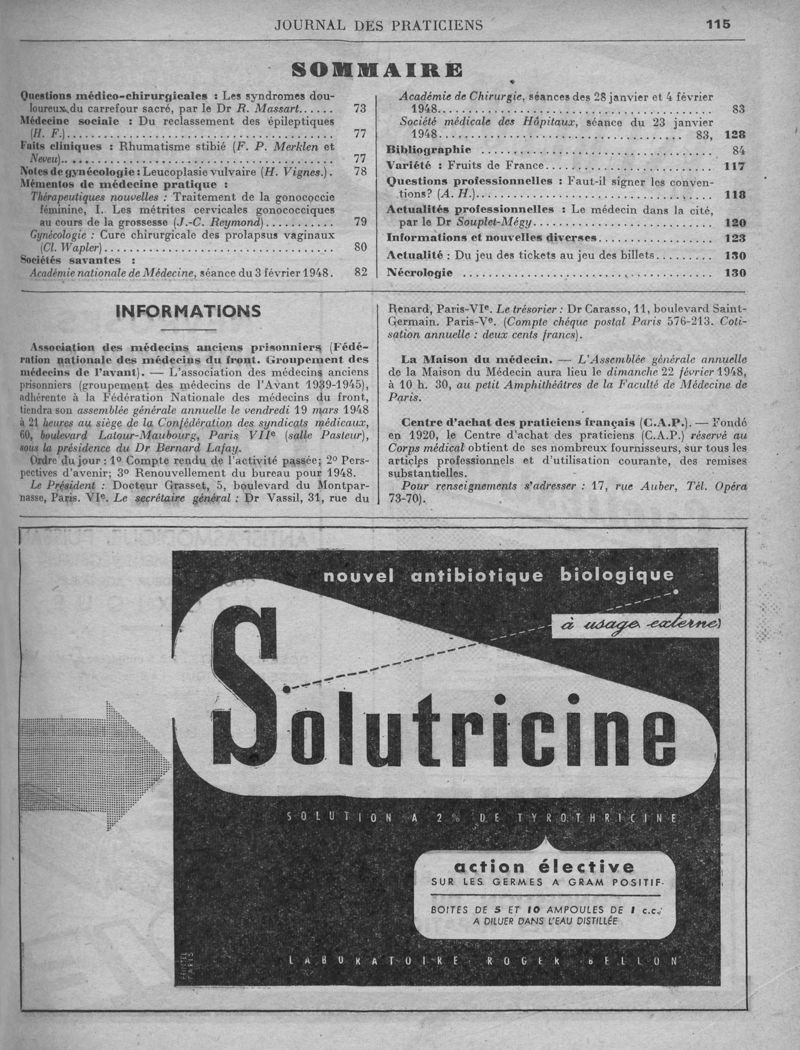 JOURNAL DES PRATICIENS 115
SOMMAIRE
Questions médico-chirurgicales : Les syndromes dou-
loureux du carrefour sacré, par le Dr R. Massart...... 73
Médecine sociale : Du reclassement des épileptiques
(H. F.)........................................ 77
Faits cliniques : Rhumatisme stibié (F. P. Merklen et
Neveu)........................................ 77
Notes de gynécologie : Leucoplasie vulvaire (H. Vignes). 78
Mémentos de médecine pratique :
Thérapeutiques nouvelles : Traitement de la gonococcie
féminine, I. Les métrites cervicales gonococciques
au cours de la grossesse (J.-C. Reymond)........... 79
Gynécologie : Cure chirurgicale des prolapsus vaginaux
(Cl. Wapler)................................... 80
Sociétés savantes :
Académie nationale de Médecine, séance du 3 février 1948. 82
Académie de Chirurgie, séances des 28 janvier et 4 février
1948......................................... 83
Société médicale des Hôpitaux, séance du 23 janvier
1948..................................... 83, 128
Bibliographie ................................... 84
Variété : Fruits de France......................... 117
Questions professionnelles : Faut-il signer les conven-
tions? (A. H.)................................... 118
Actualités professionnelles : Le médecin dans la cité,
par le Dr Souplet-Mégy........................... 120
Informations et nouvelles diverses................. 123
Actualité : Du jeu des tickets au jeu des billets......... 130
Nécrologie ..................................... 130
INFORMATIONS
Association des médecins anciens prisonniers (Fédé-
ration nationale des médecins du front. Groupement des
médecins de l'avant). — L'association des médecins anciens
prisonniers (groupement des médecins de l'Avant 1939-1945),
adhérente à la Fédération Nationale des médecins du front,
tiendra son assemblée générale annuelle le vendredi 19 mars 1948
à 21 heures au siège de la Confédération des syndicats médicaux,
60, boulevard Latour-Maubourg, Paris VIIe (salle Pasteur),
sous la présidence du Dr Bernard Lafay.
Ordre du jour : 1º Compte rendu de l'activité passée; 2º Pers-
pectives d'avenir; 3º Renouvellement du bureau pour 1948.
Le Président : Docteur Grasset, 5, boulevard du Montpar-
nasse, Paris. VIe. Le secrétaire général : Dr Vassil, 31, rue du
Renard, Paris-VIe. Le trésorier : Dr Carasso, 11, boulevard Saint-
Germain. Paris-Ve. (Compte chèque postal Paris 576-213. Coti-
sation annuelle : deux cents francs).
La Maison du médecin. — L'Assemblée générale annuelle
de la Maison du Médecin aura lieu le dimanche 22 février 1948,
à 10 h. 30, au petit Amphithéâtres de la Faculté de Médecine de
Paris.
Centre d'achat des praticiens français (C.A.P.). — Fondé
en 1920, le Centre d'achat des praticiens (C.A.P.) réservé au
Corps médical obtient de ses nombreux fournisseurs, sur tous les
articles professionnels et d'utilisation courante, des remises
substantielles.
Pour renseignements s'adresser : 17, rue Auber, Tél. Opéra
73-70).
nouvel antibiotique biologique
à usage externe
Solutricine
SOLUTION A 2% DE TYROTHRICINE
action élective
SUR LES GERMES A GRAM POSITIF
BOITES DE 5 ET 10 AMPOULES DE 1 c.c.
A DILUER DANS L'EAU DISTILLÉE
LABORATOIRE ROGER BELLON